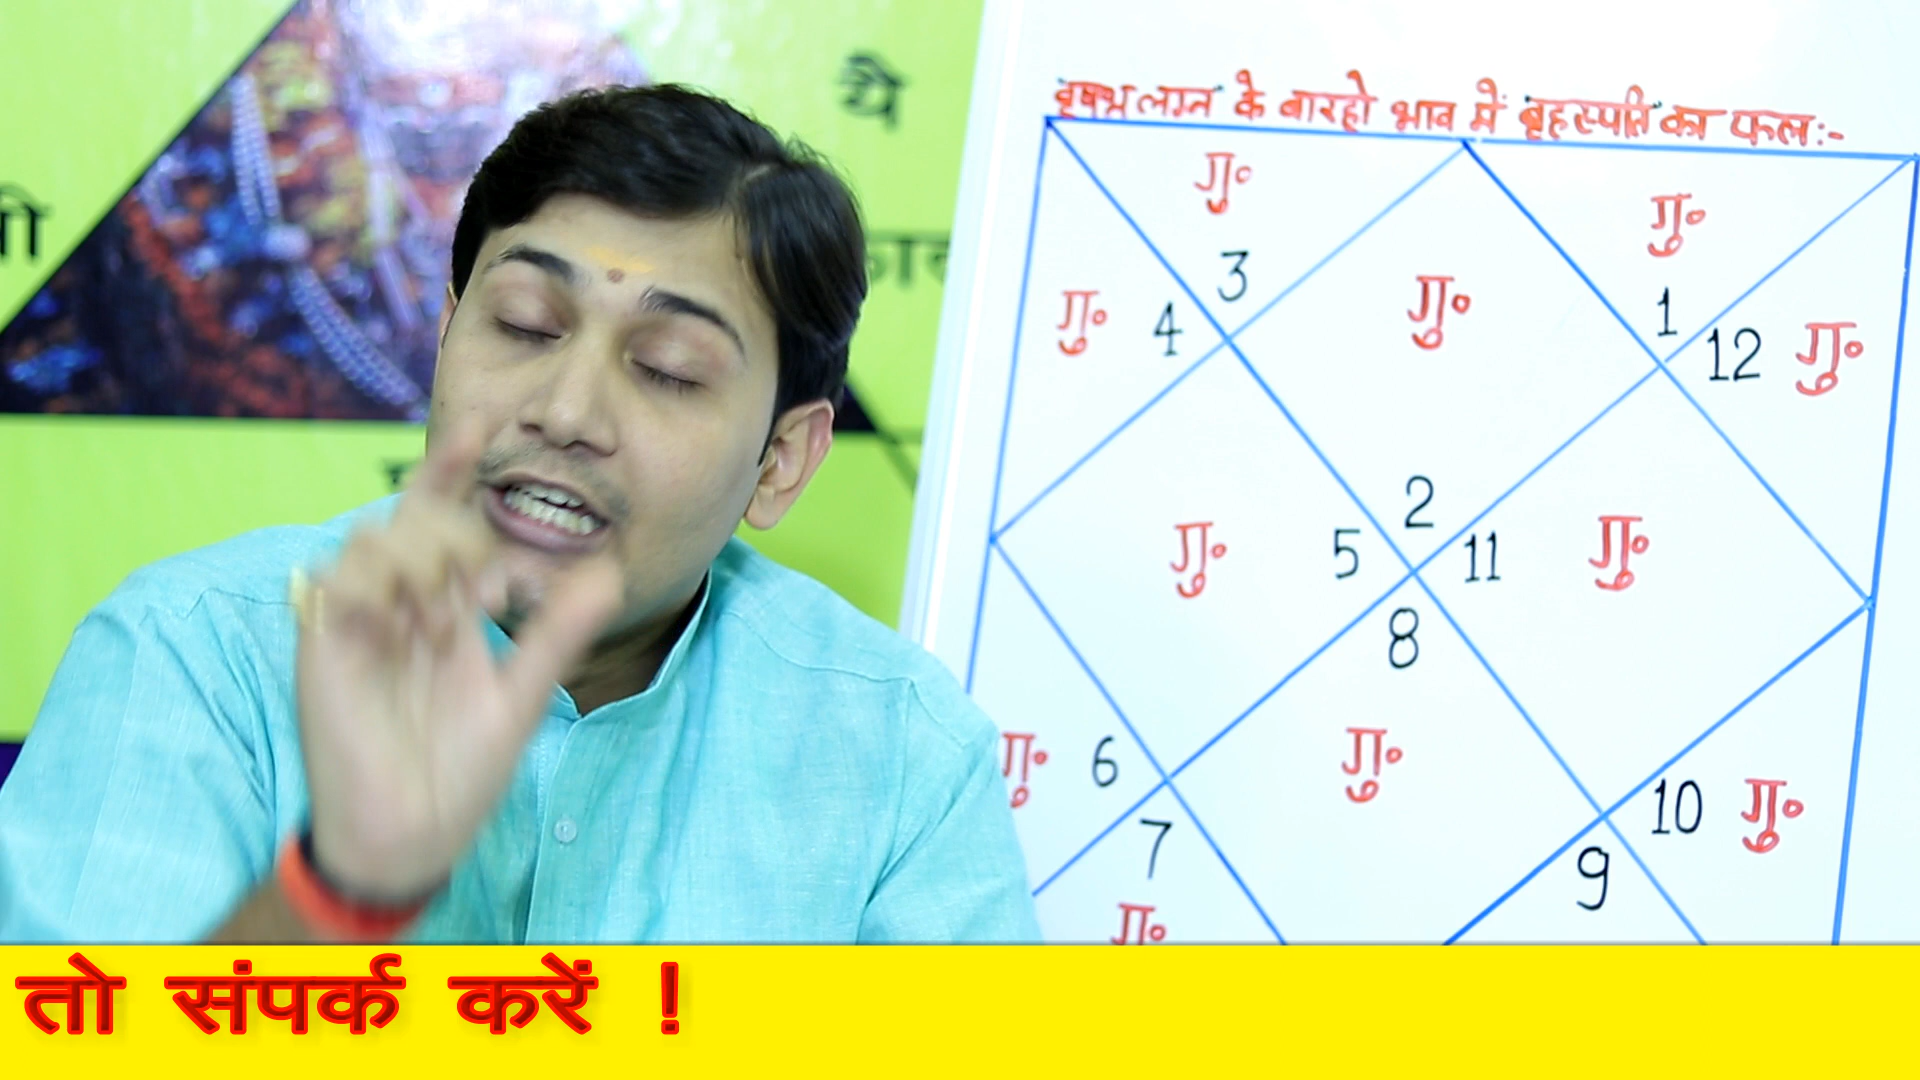 ये
वृषभ लग्न के बारहो भाव में बृहस्पति का फल:-
गु॰
गु॰
3
गु॰ 4
गु॰
1
12 गु॰
गु॰
5
2
11
गु॰
8
गु॰ 6
गु॰
10 गु॰
7
9
गु॰
तो संपर्क करें !